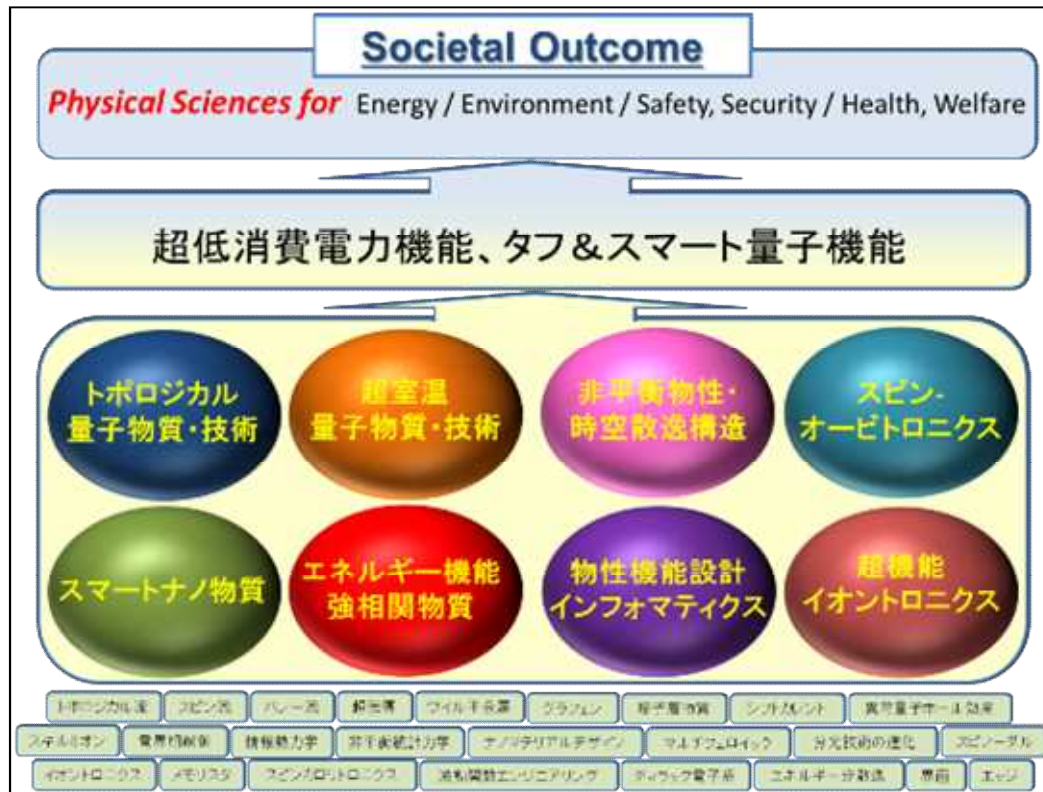 Societal Outcome
Physical Sciences for Energy / Environment / Safety, Security / Health, Welfare
超低消費電力機能、タフ&スマート量子機能
トポロジカル
量子物質・技術
超室温
量子物質・技術
非平衡物性・
時空散逸構造
スピン-
オービトロニクス
スマートナノ物質
エネルギー機能
強相関物質
物性機能設計
インフォマティクス
超機能
イオントロニクス
トポロジカル流 スピン流 バレー流 超伝導 ワイル半金属 グラフェン 原子層物質 シフトカレント 異常量子ホール効果
スキルミオン 電界制御 情報熱力学 非平衡統計力学 ナノマテリアルデザイン マルチフェロイック 分光技術の進化 スピノーダル
イオントロニクス メモリスタ スピンカロリトロニクス 波動関数エンジニアリング ディラック電子系 エネルギー分散 界面 エッジ